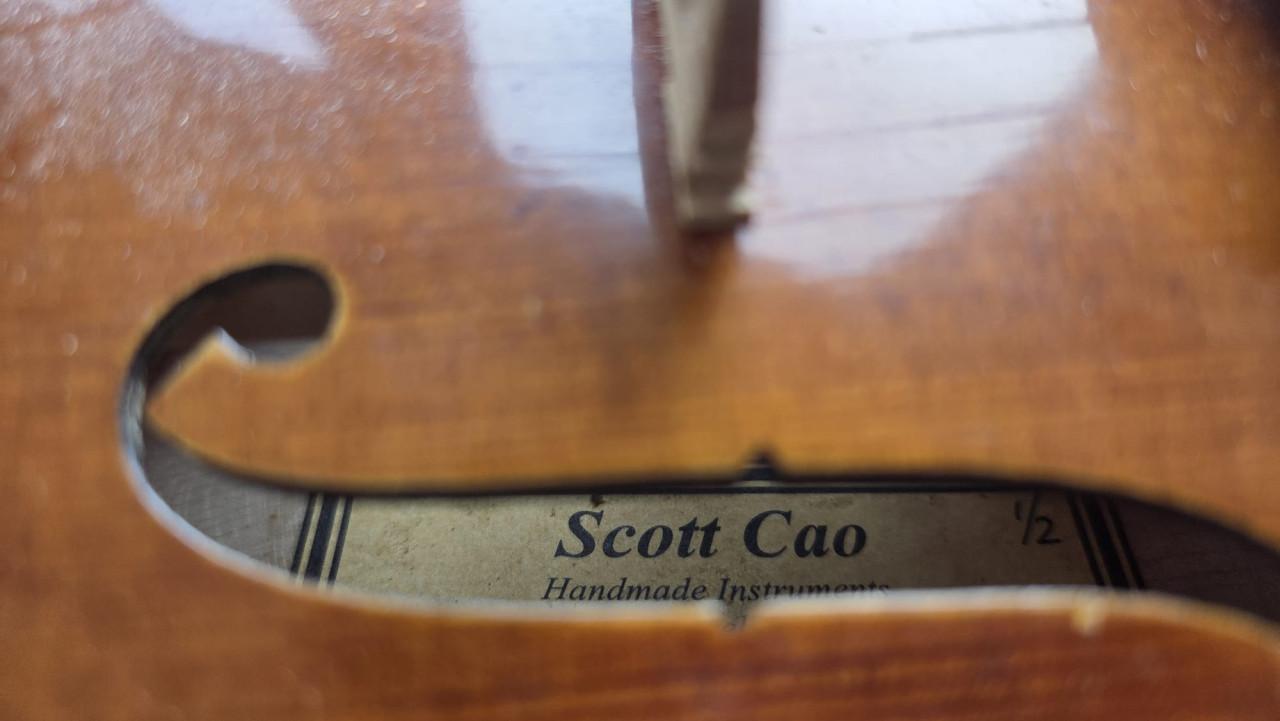 Scott Cao 1/2
Handmade Instruments